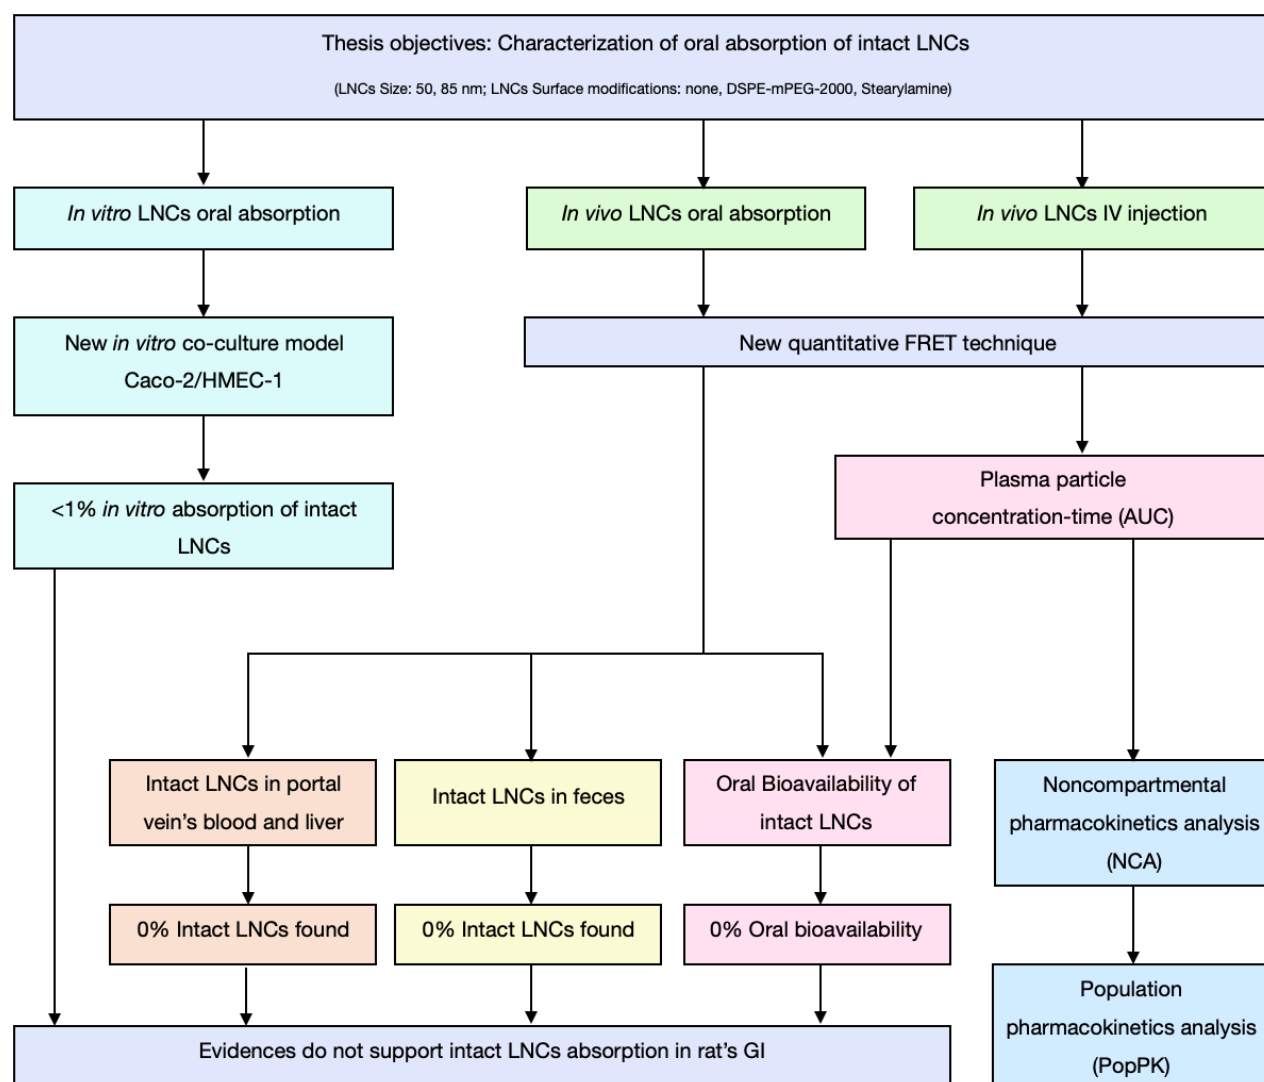 Thesis objectives: Characterization of oral absorption of intact LNCs
(LNCs Size: 50, 85 nm; LNCs Surface modifications: none, DSPE-mPEG-2000, Stearylamine)
In vitro LNCs oral absorption
In vivo LNCs oral absorption
In vivo LNCs IV injection
New in vitro co-culture model
Caco-2/HMEC-1
New quantitative FRET technique
<1% in vitro absorption of intact
LNCs
Plasma particle
concentration-time (AUC)
Intact LNCs in portal
vein's blood and liver
Intact LNCs in feces
Oral Bioavailability of
intact LNCs
Noncompartmental
pharmacokinetics analysis
(NCA)
0% Intact LNCs found
0% Intact LNCs found
0% Oral bioavailability
Population
pharmacokinetics analysis
(PopPK)
Evidences do not support intact LNCs absorption in rat's GI